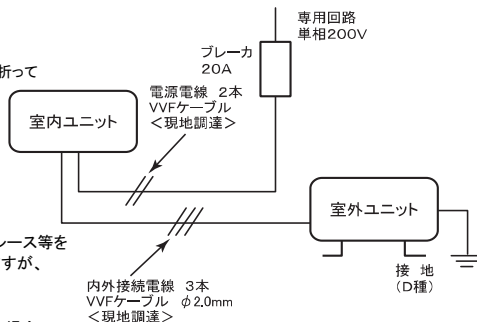 専用回路
単相200V
ブレーカ
20A
折って
電源電線 2本
VVFケーブル
<現地調達>
室内ユニット
室外ユニット
レース等を
すが、
接 地
(D種)
内外接続電線 3本
VVFケーブル φ2.0mm
<現地調達>